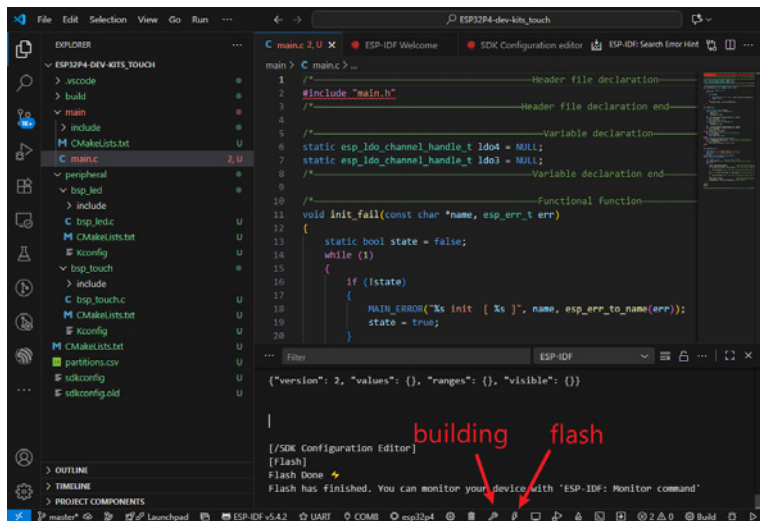 File Edit Selection View Go Run ···
ESP32P4-dev-kits_touch
EXPLORER ···
ESP32P4-DEV-KITS_TOUCH
.vscode
build
main
include
M CMakeLists.txt U
C main.c 2, U
peripheral
bsp_led
include
C bsp_led.c U
M CMakeLists.txt U
Kconfig U
bsp_touch
include
C bsp_touch.c U
M CMakeLists.txt U
Kconfig U
M CMakeLists.txt U
partitions.csv U
sdkconfig U
sdkconfig.old U
OUTLINE
TIMELINE
PROJECT COMPONENTS
1K+
C main.c 2, U × ESP-IDF Welcome SDK Configuration editor ESP-IDF: Search Error Hint
main > C main.c > ...
1 /*—Header file declaration—
2 #include "main.h"
3 /*—Header file declaration end—
4
5 /*—Variable declaration—
6 static esp_ldo_channel_handle_t ldo4 = NULL;
7 static esp_ldo_channel_handle_t ldo3 = NULL;
8 /*—Variable declaration end—
9
10 /*—Functional function—
11 void init_fail(const char *name, esp_err_t err)
12 {
13 static bool state = false;
14 while (1)
15 {
16 if (!state)
17 {
18 MAIN_ERROR("%s init [ %s ]", name, esp_err_to_name(err));
19 state = true;
20 }
··· Filter ESP-IDF
{"version": 2, "values": {}, "ranges": {}, "visible": {}}
[/SDK Configuration Editor]
[Flash]
Flash Done ⚡
Flash has finished. You can monitor your device with 'ESP-IDF: Monitor command'
building flash
master* Launchpad ESP-IDF v5.4.2 UART COM8 esp32p4 2 0 Build